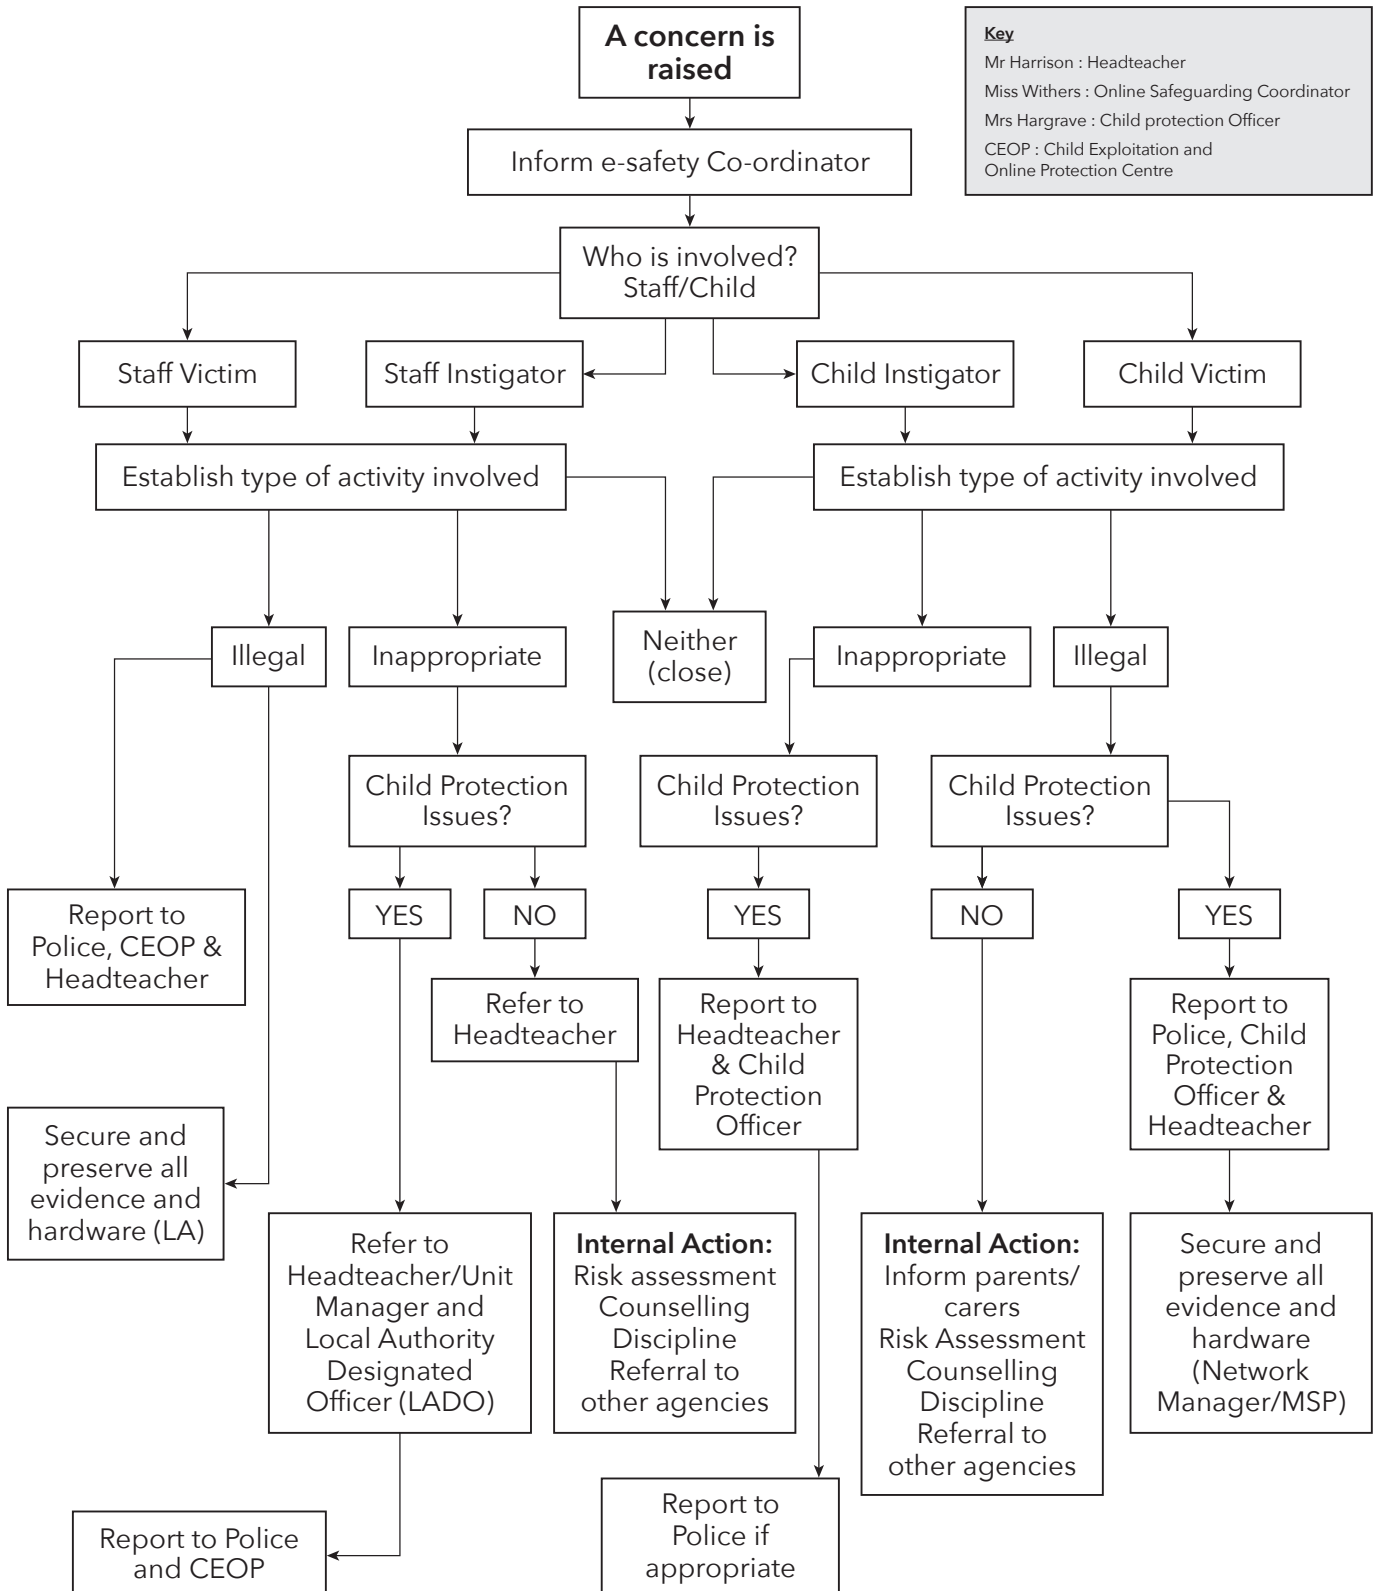 A concern is
raised
Key
Mr Harrison : Headteacher
Miss Withers : Online Safeguarding Coordinator
Mrs Hargrave : Child protection Officer
CEOP : Child Exploitation and
Online Protection Centre
Inform e-safety Co-ordinator
Who is involved?
Staff/Child
Staff Victim
Staff Instigator
Child Instigator
Child Victim
Establish type of activity involved
Establish type of activity involved
Illegal
Inappropriate
Neither
(close)
Inappropriate
Illegal
Child Protection
Issues?
Child Protection
Issues?
Child Protection
Issues?
Report to
Police, CEOP &
Headteacher
YES
NO
YES
NO
YES
Refer to
Headteacher
Report to
Headteacher
& Child
Protection
Officer
Report to
Police, Child
Protection
Officer &
Headteacher
Secure and
preserve all
evidence and
hardware (LA)
Refer to
Headteacher/Unit
Manager and
Local Authority
Designated
Officer (LADO)
Internal Action:
Risk assessment
Counselling
Discipline
Referral to
other agencies
Internal Action:
Inform parents/
carers
Risk Assessment
Counselling
Discipline
Referral to
other agencies
Secure and
preserve all
evidence and
hardware
(Network
Manager/MSP)
Report to Police
and CEOP
Report to
Police if
appropriate